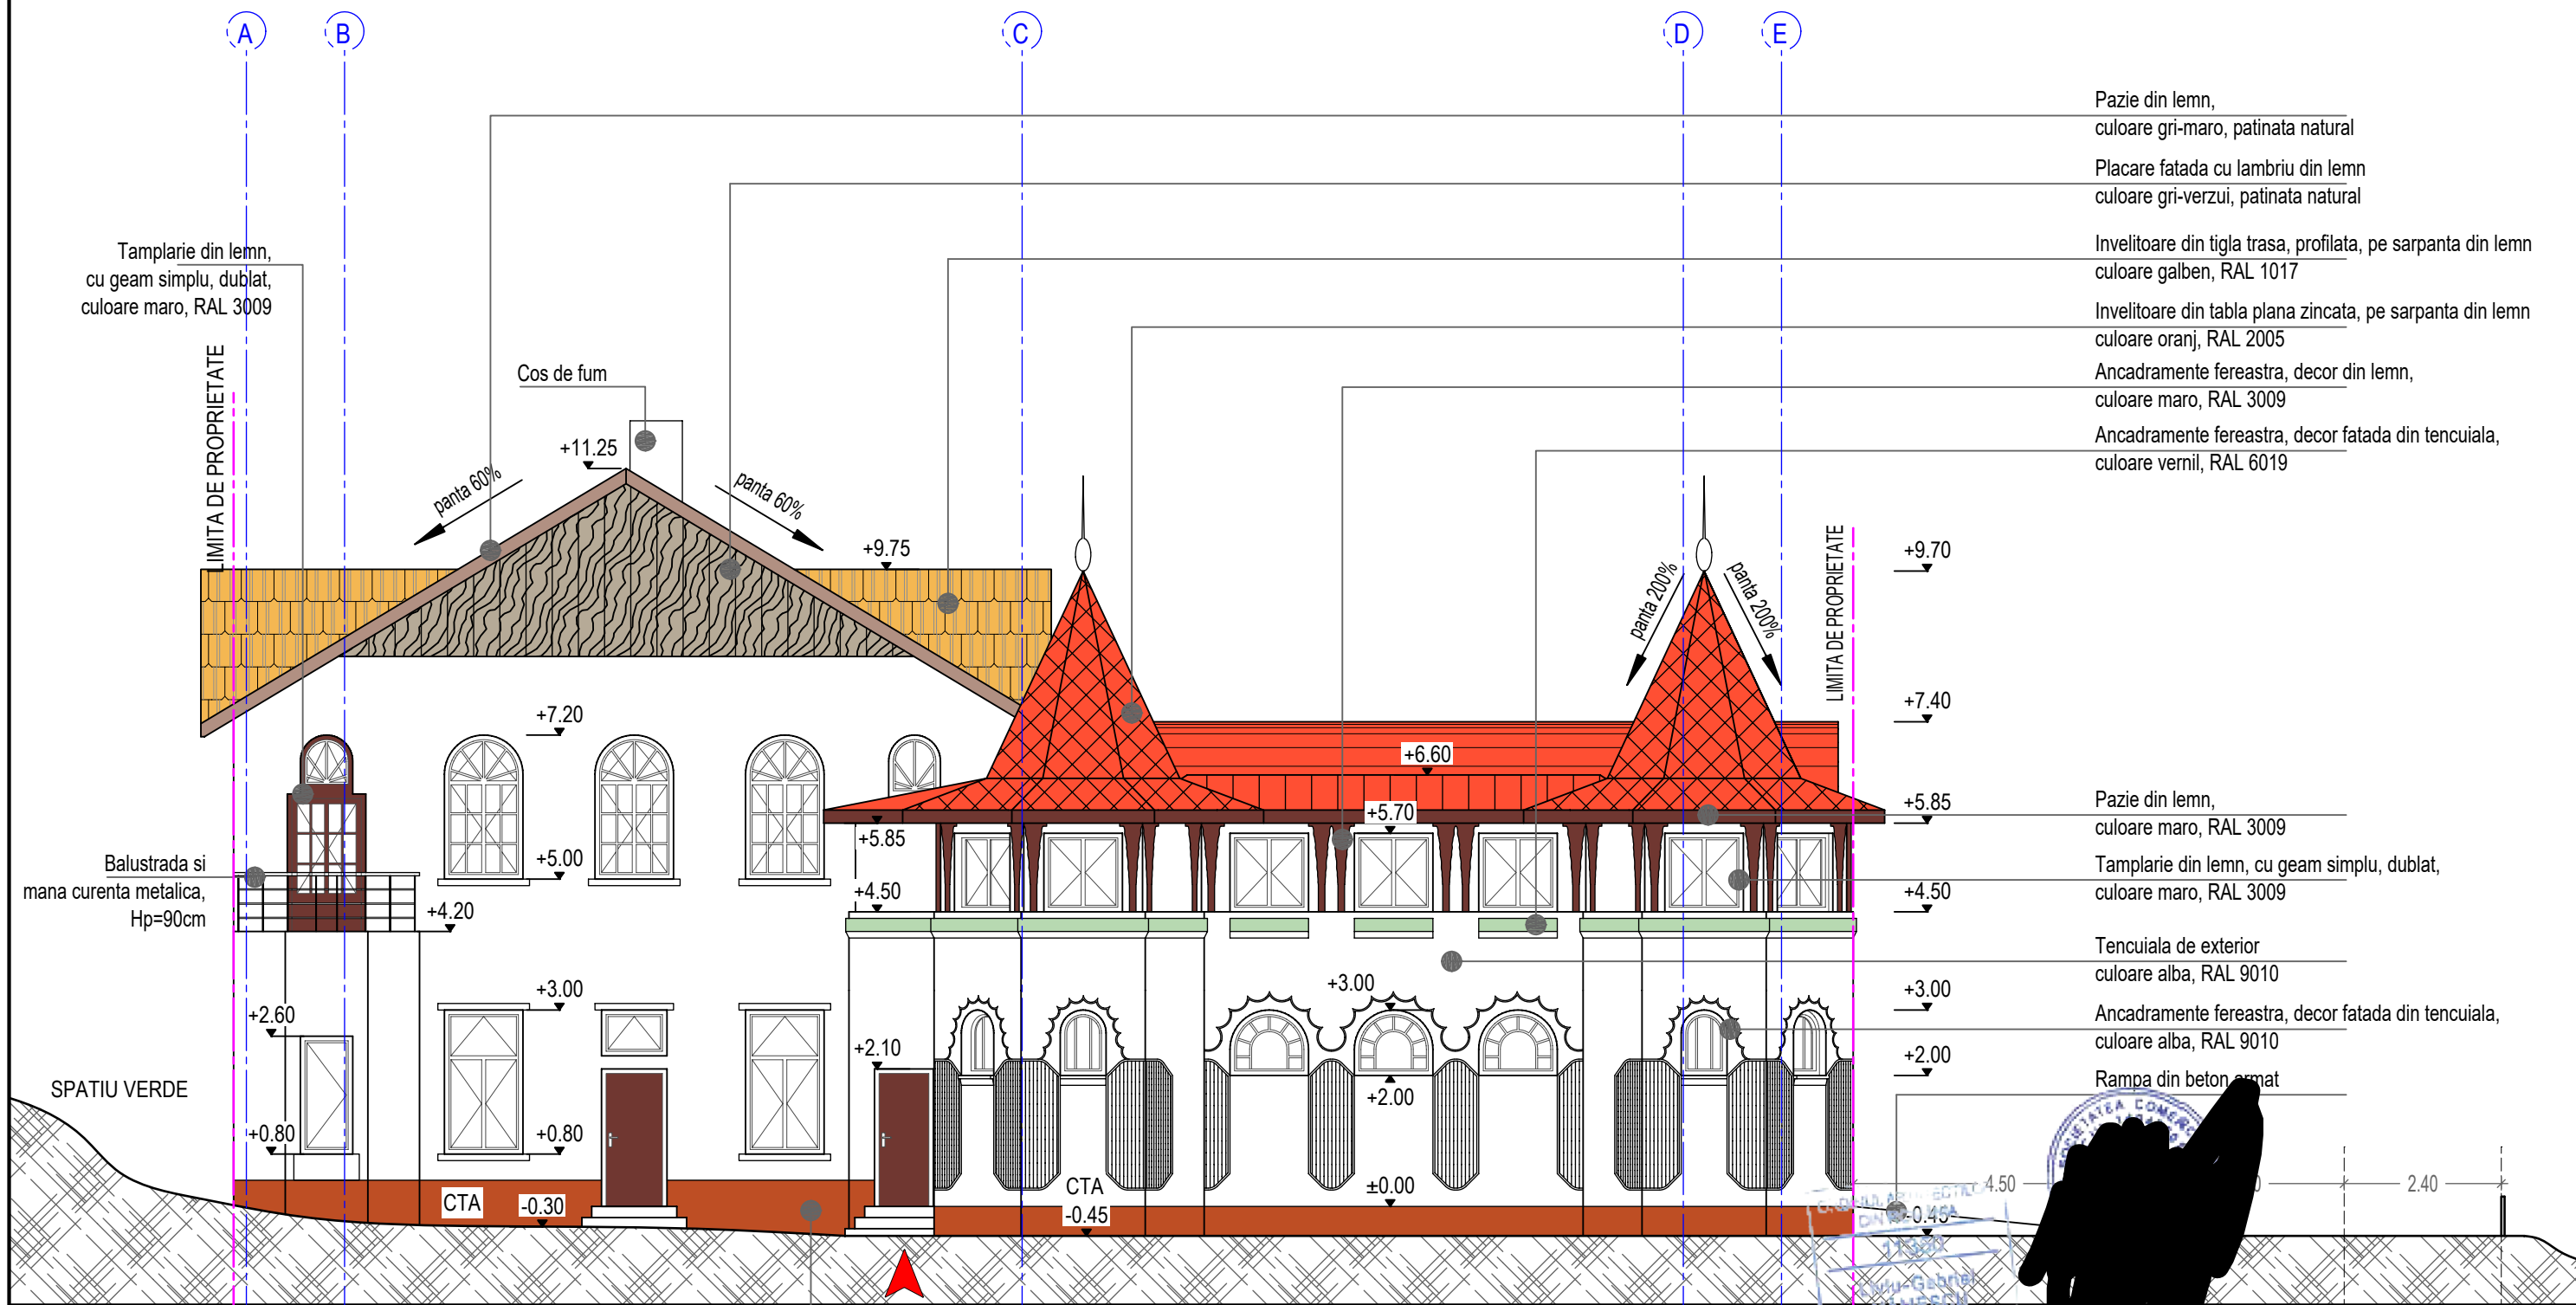 A
B
C
D
E
Pazie din lemn,
culoare gri-maro, patinata natural
Placare fatada cu lambriu din lemn
culoare gri-verzui, patinata natural
Invelitoare din tigla trasa, profilata, pe sarpanta din lemn
culoare galben, RAL 1017
Invelitoare din tabla plana zincata, pe sarpanta din lemn
culoare oranj, RAL 2005
Ancadramente fereastra, decor din lemn,
culoare maro, RAL 3009
Ancadramente fereastra, decor fatada din tencuiala,
culoare vernil, RAL 6019
Tamplarie din lemn,
cu geam simplu, dublat,
culoare maro, RAL 3009
LIMITA DE PROPRIETATE
Cos de fum
+11.25
panta 60%
panta 60%
+9.75
panta 200%
panta 200%
LIMITA DE PROPRIETATE
+9.70
+7.20
+7.40
+6.60
+5.70
+5.85
+5.85
Pazie din lemn,
culoare maro, RAL 3009
Balustrada si
mana curenta metalica,
Hp=90cm
+5.00
+4.50
+4.20
+4.50
Tamplarie din lemn, cu geam simplu, dublat,
culoare maro, RAL 3009
Tencuiala de exterior
culoare alba, RAL 9010
+3.00
+3.00
+3.00
+2.60
Ancadramente fereastra, decor fatada din tencuiala,
culoare alba, RAL 9010
+2.10
+2.00
+2.00
Rampa din beton armat
SPATIU VERDE
+0.80
+0.80
CTA
-0.30
CTA
-0.45
±0.00
4.50
2.40
-0.45
11380